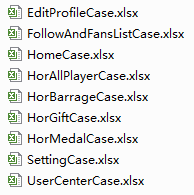 EditProfileCase.xlsx
FollowAndFansListCase.xlsx
HomeCase.xlsx
HorAllPlayerCase.xlsx
HorBarrageCase.xlsx
HorGiftCase.xlsx
HorMedalCase.xlsx
SettingCase.xlsx
UserCenterCase.xlsx